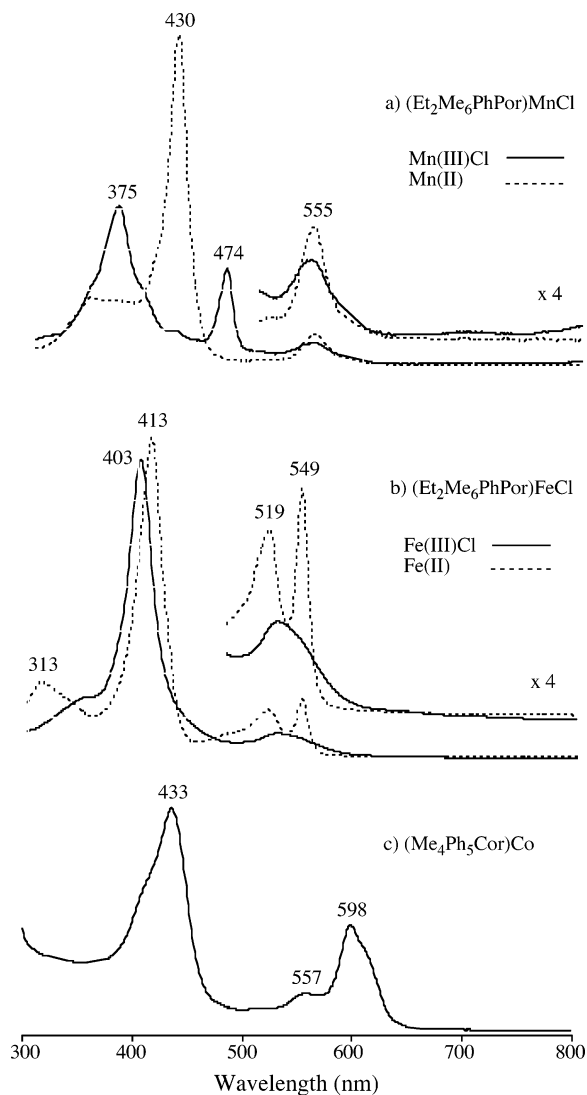 430
a) (Et2Me6PhPor)MnCl
Mn(III)Cl
Mn(II)
375
555
474
x 4
413
403
549
b) (Et2Me6PhPor)FeCl
519
Fe(III)Cl
Fe(II)
313
x 4
433
c) (Me4Ph5Cor)Co
598
557
300 400 500 600 700 800
Wavelength (nm)